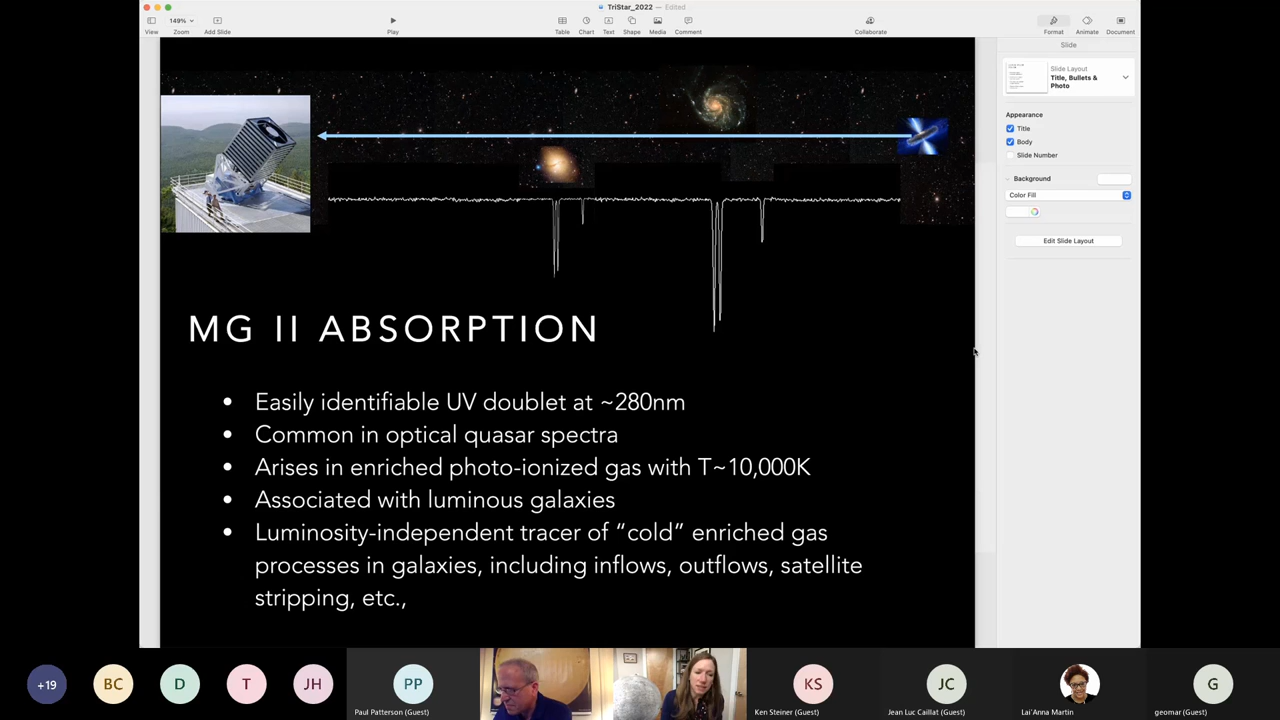 TriStar_2022 — Edited
149%
View
Zoom
Add Slide
Play
Table
Chart
Text
Shape
Media
Comment
Collaborate
Format
Animate
Document
Slide
Slide Layout
Title, Bullets &
Photo
Appearance
Title
Body
Slide Number
Background
Color Fill
Edit Slide Layout
MG II ABSORPTION
• Easily identifiable UV doublet at ~280nm
• Common in optical quasar spectra
• Arises in enriched photo-ionized gas with T~10,000K
• Associated with luminous galaxies
• Luminosity-independent tracer of “cold” enriched gas
processes in galaxies, including inflows, outflows, satellite
stripping, etc.,
+19
BC
D
T
JH
PP
KS
JC
G
Paul Patterson (Guest)
Ken Steiner (Guest)
Jean Luc Caillat (Guest)
Lai'Anna Martin
geomar (Guest)